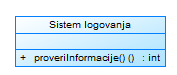 Sistem logovanja
+ proveriInformacije() () : int